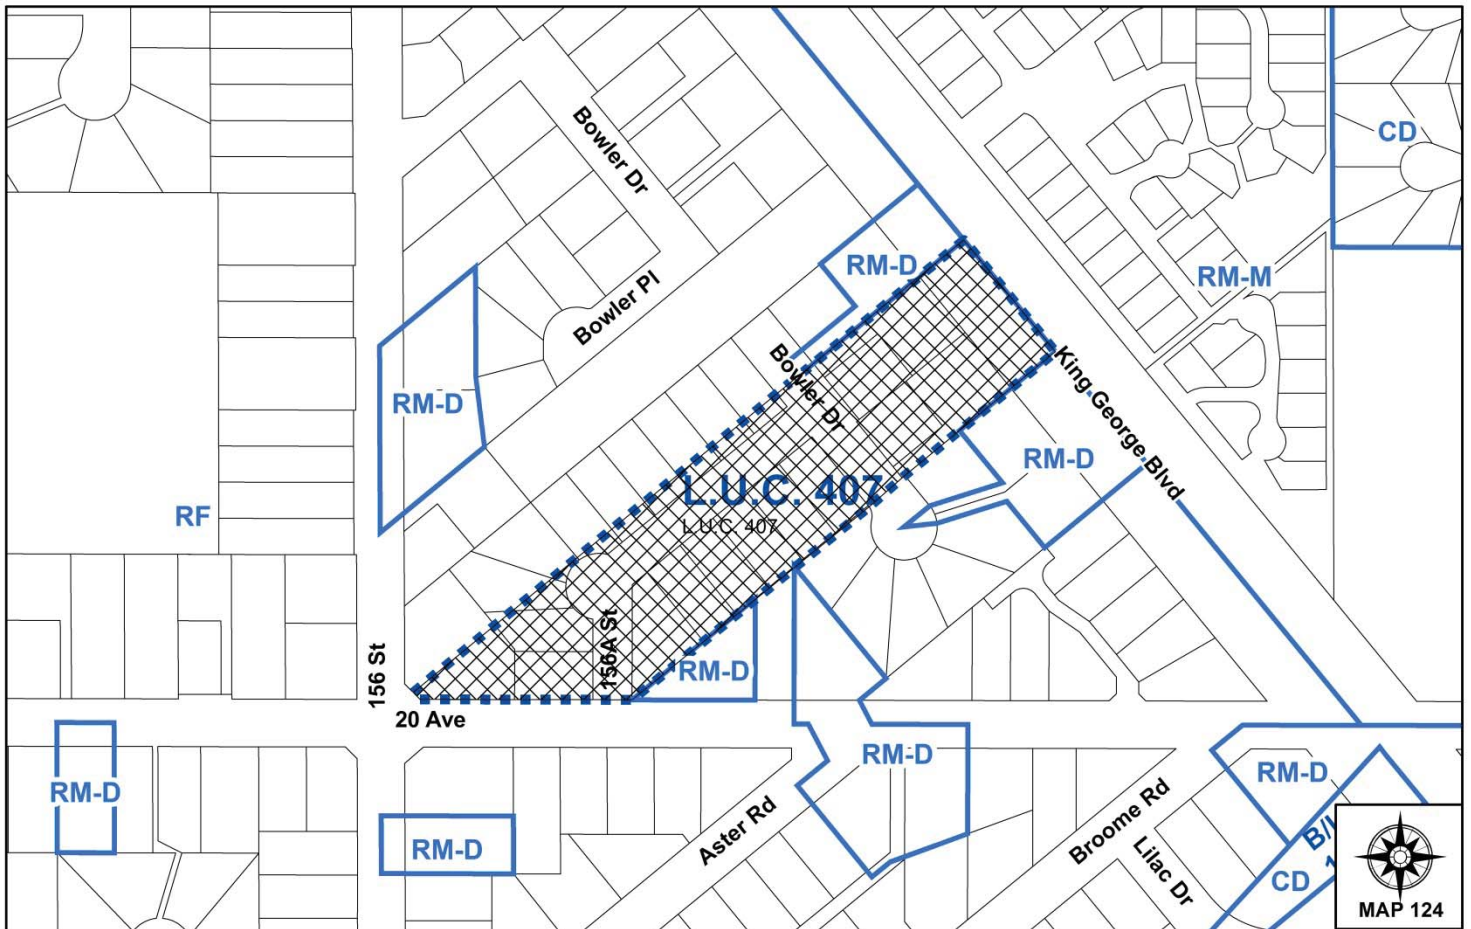 Bowler Dr
CD
RM-D
RM-M
Bowler Pl
Bowler Dr
King George Blvd
RM-D
RM-D
L.U.C. 407
L.U.C. 407
RF
156A St
156 St
RM-D
20 Ave
RM-D
RM-D
RM-D
RM-D
Aster Rd
Broome Rd
Lilac Dr
CD
MAP 124